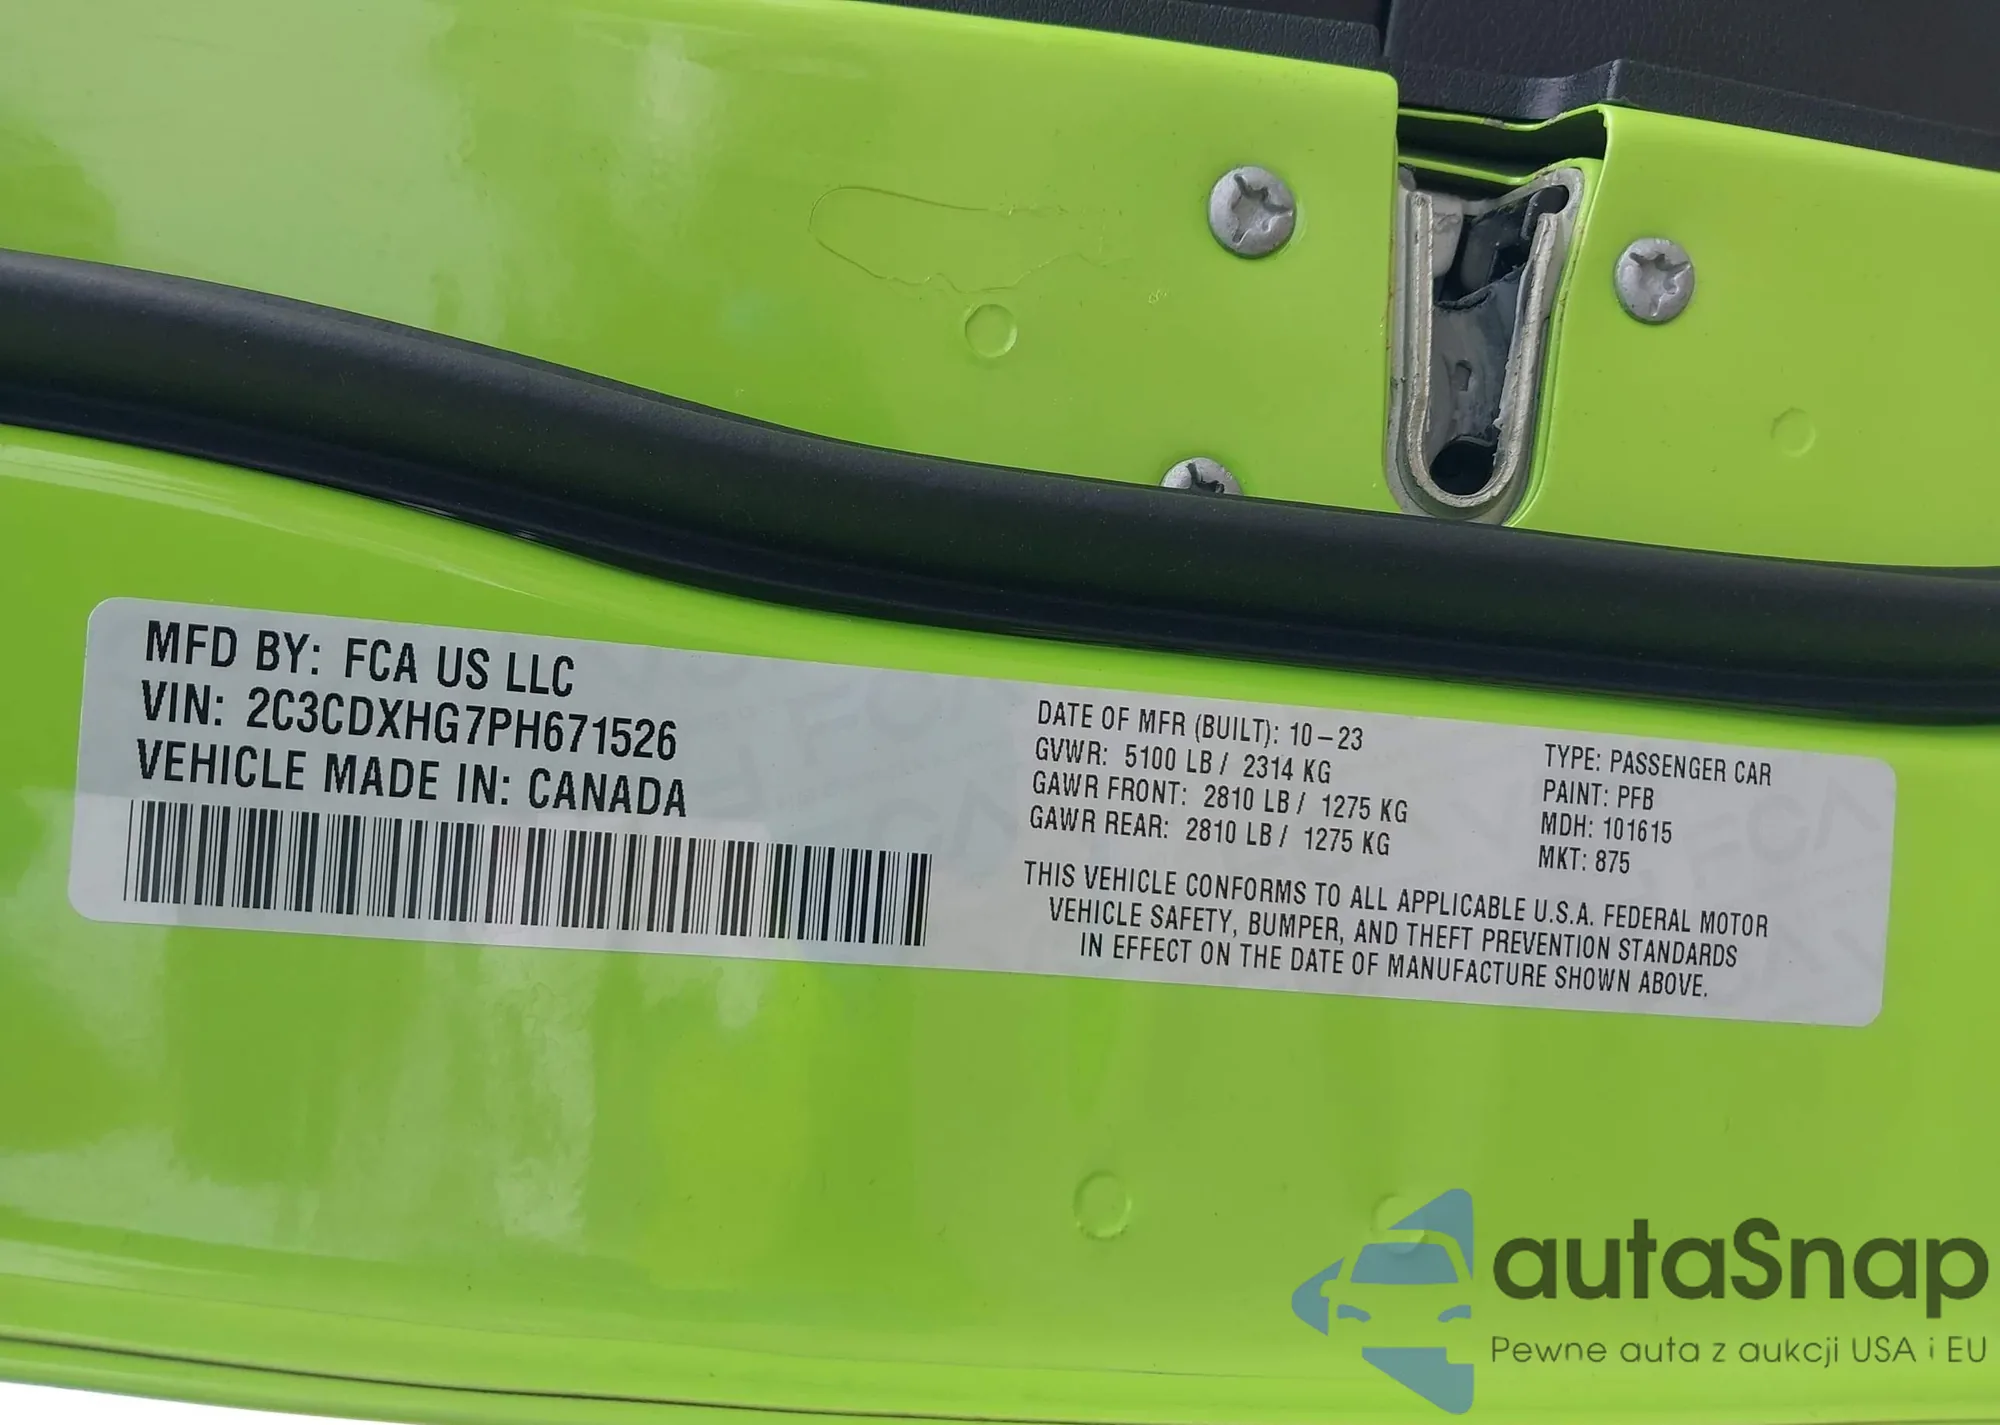 MFD BY: FCA US LLC
VIN: 2C3CDXHG7PH671526
VEHICLE MADE IN: CANADA
DATE OF MFR (BUILT): 10-23
GVWR: 5100 LB / 2314 KG
GAWR FRONT: 2810 LB / 1275 KG
GAWR REAR: 2810 LB / 1275 KG
TYPE: PASSENGER CAR
PAINT: PFB
MDH: 101615
MKT: 875
THIS VEHICLE CONFORMS TO ALL APPLICABLE U.S.A. FEDERAL MOTOR
VEHICLE SAFETY, BUMPER, AND THEFT PREVENTION STANDARDS
IN EFFECT ON THE DATE OF MANUFACTURE SHOWN ABOVE.
autaSnap
Pewne auta z aukcji USA i EU